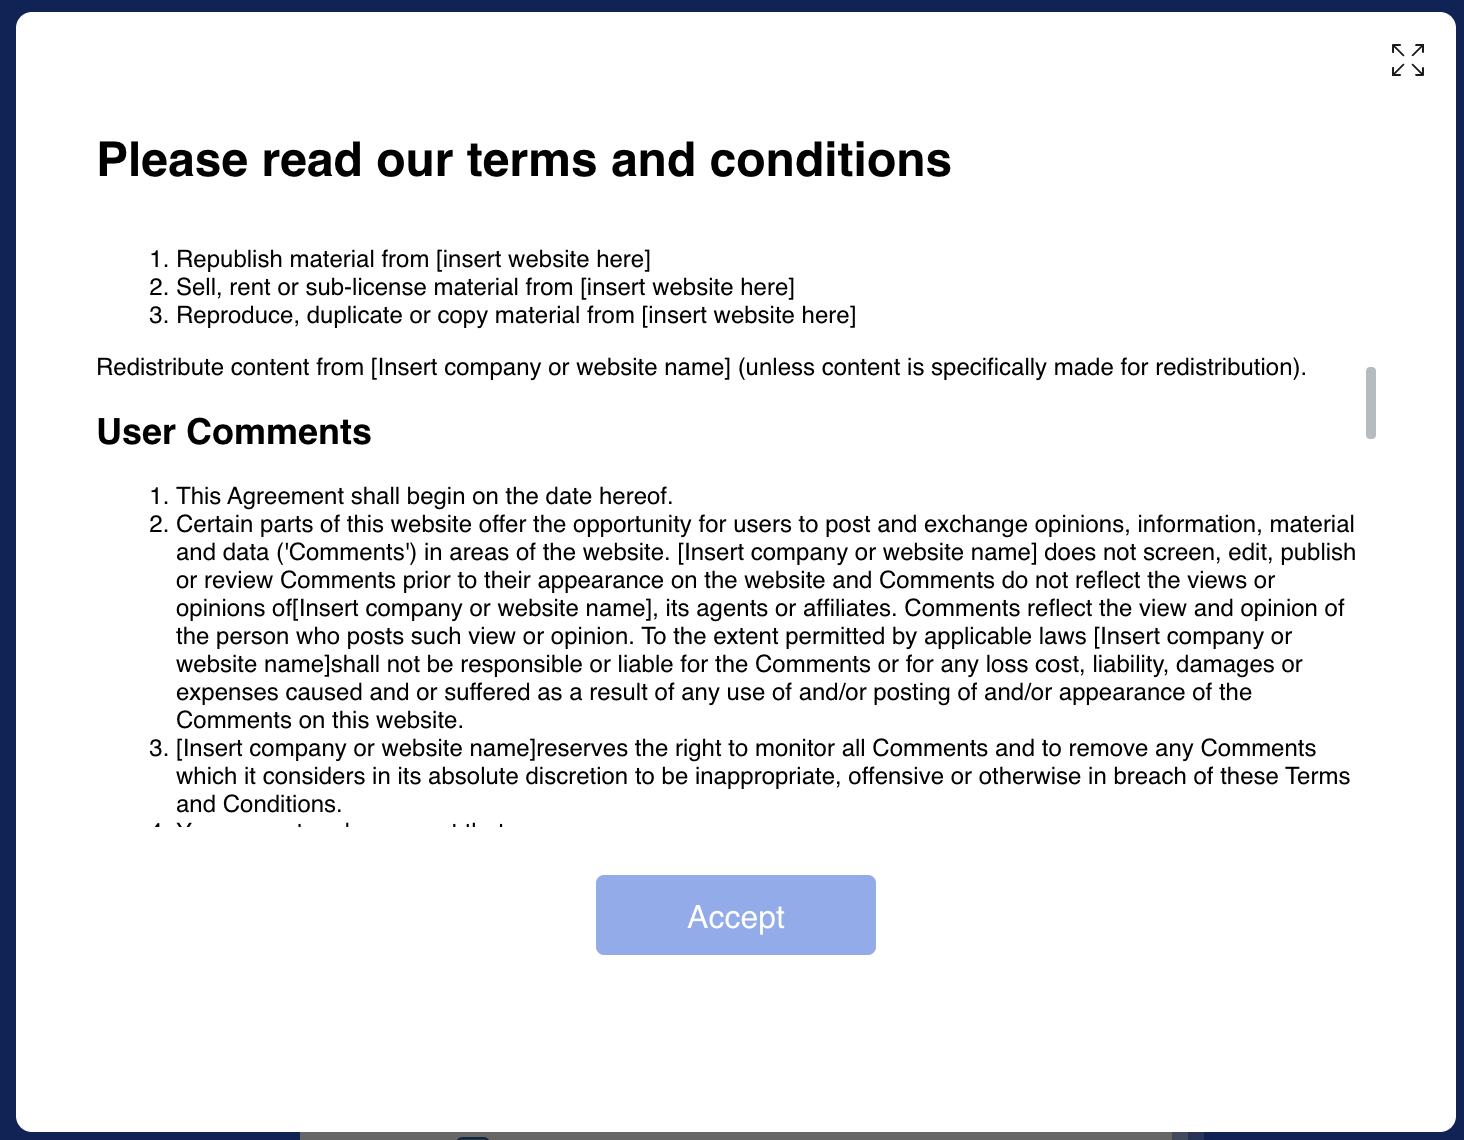 Please read our terms and conditions
1. Republish material from [insert website here]
2. Sell, rent or sub-license material from [insert website here]
3. Reproduce, duplicate or copy material from [insert website here]
Redistribute content from [Insert company or website name] (unless content is specifically made for redistribution).
User Comments
1. This Agreement shall begin on the date hereof.
2. Certain parts of this website offer the opportunity for users to post and exchange opinions, information, material
and data ('Comments') in areas of the website. [Insert company or website name] does not screen, edit, publish
or review Comments prior to their appearance on the website and Comments do not reflect the views or
opinions of[Insert company or website name], its agents or affiliates. Comments reflect the view and opinion of
the person who posts such view or opinion. To the extent permitted by applicable laws [Insert company or
website name]shall not be responsible or liable for the Comments or for any loss cost, liability, damages or
expenses caused and or suffered as a result of any use of and/or posting of and/or appearance of the
Comments on this website.
3. [Insert company or website name]reserves the right to monitor all Comments and to remove any Comments
which it considers in its absolute discretion to be inappropriate, offensive or otherwise in breach of these Terms
and Conditions.
Accept